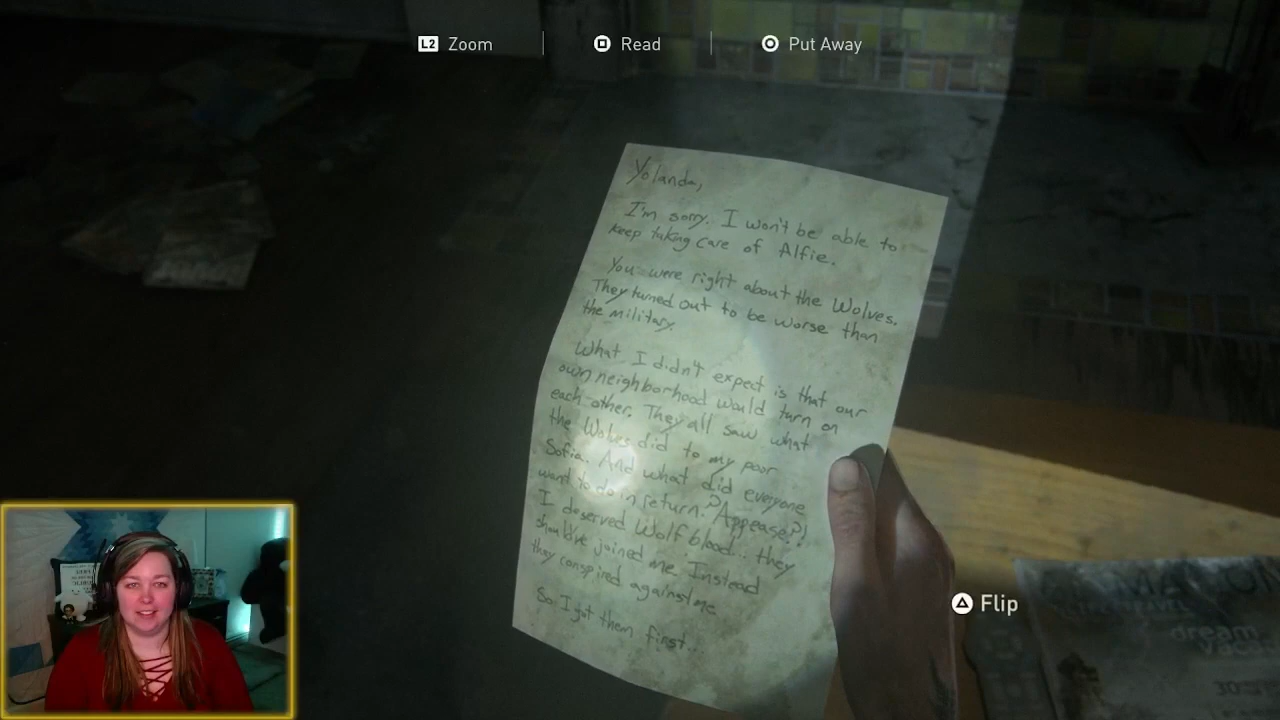 L2 Zoom
Read
Put Away
Yolanda,
I'm sorry. I won't be able to
keep taking care of Alfie.
You were right about the Wolves.
They turned out to be worse than
the military.
What I didn't expect is that our
own neighborhood would turn on
each other. They all saw what
the Wolves did to my poor
Sofia. And what did everyone
want to do in return? "Appease?!
I deserved Wolf blood... they
should've joined me. Instead
they conspired against me
So I got them first...
Flip
dream
30